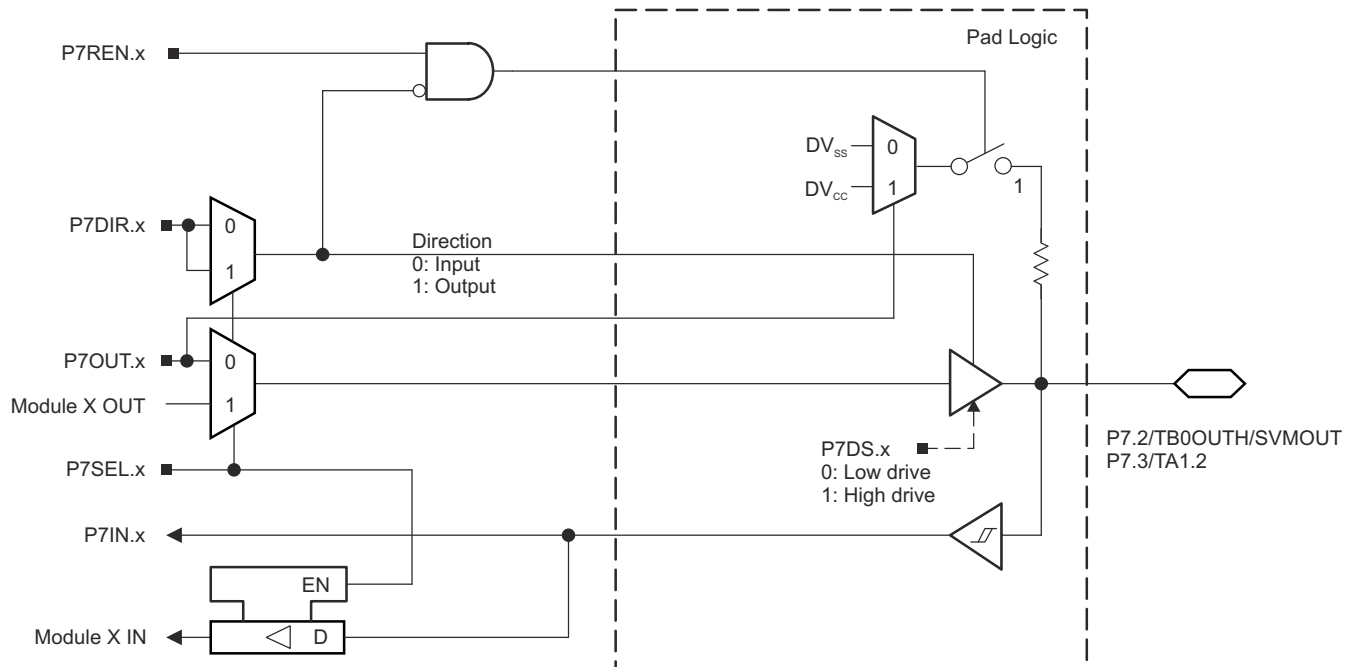 P7REN.x
Pad Logic
DVss
0
DVcc
1
1
P7DIR.x
0
1
Direction
0: Input
1: Output
P7OUT.x
0
Module X OUT
1
P7DS.x
0: Low drive
1: High drive
P7.2/TB0OUTH/SVMOUT
P7.3/TA1.2
P7SEL.x
P7IN.x
EN
Module X IN
D